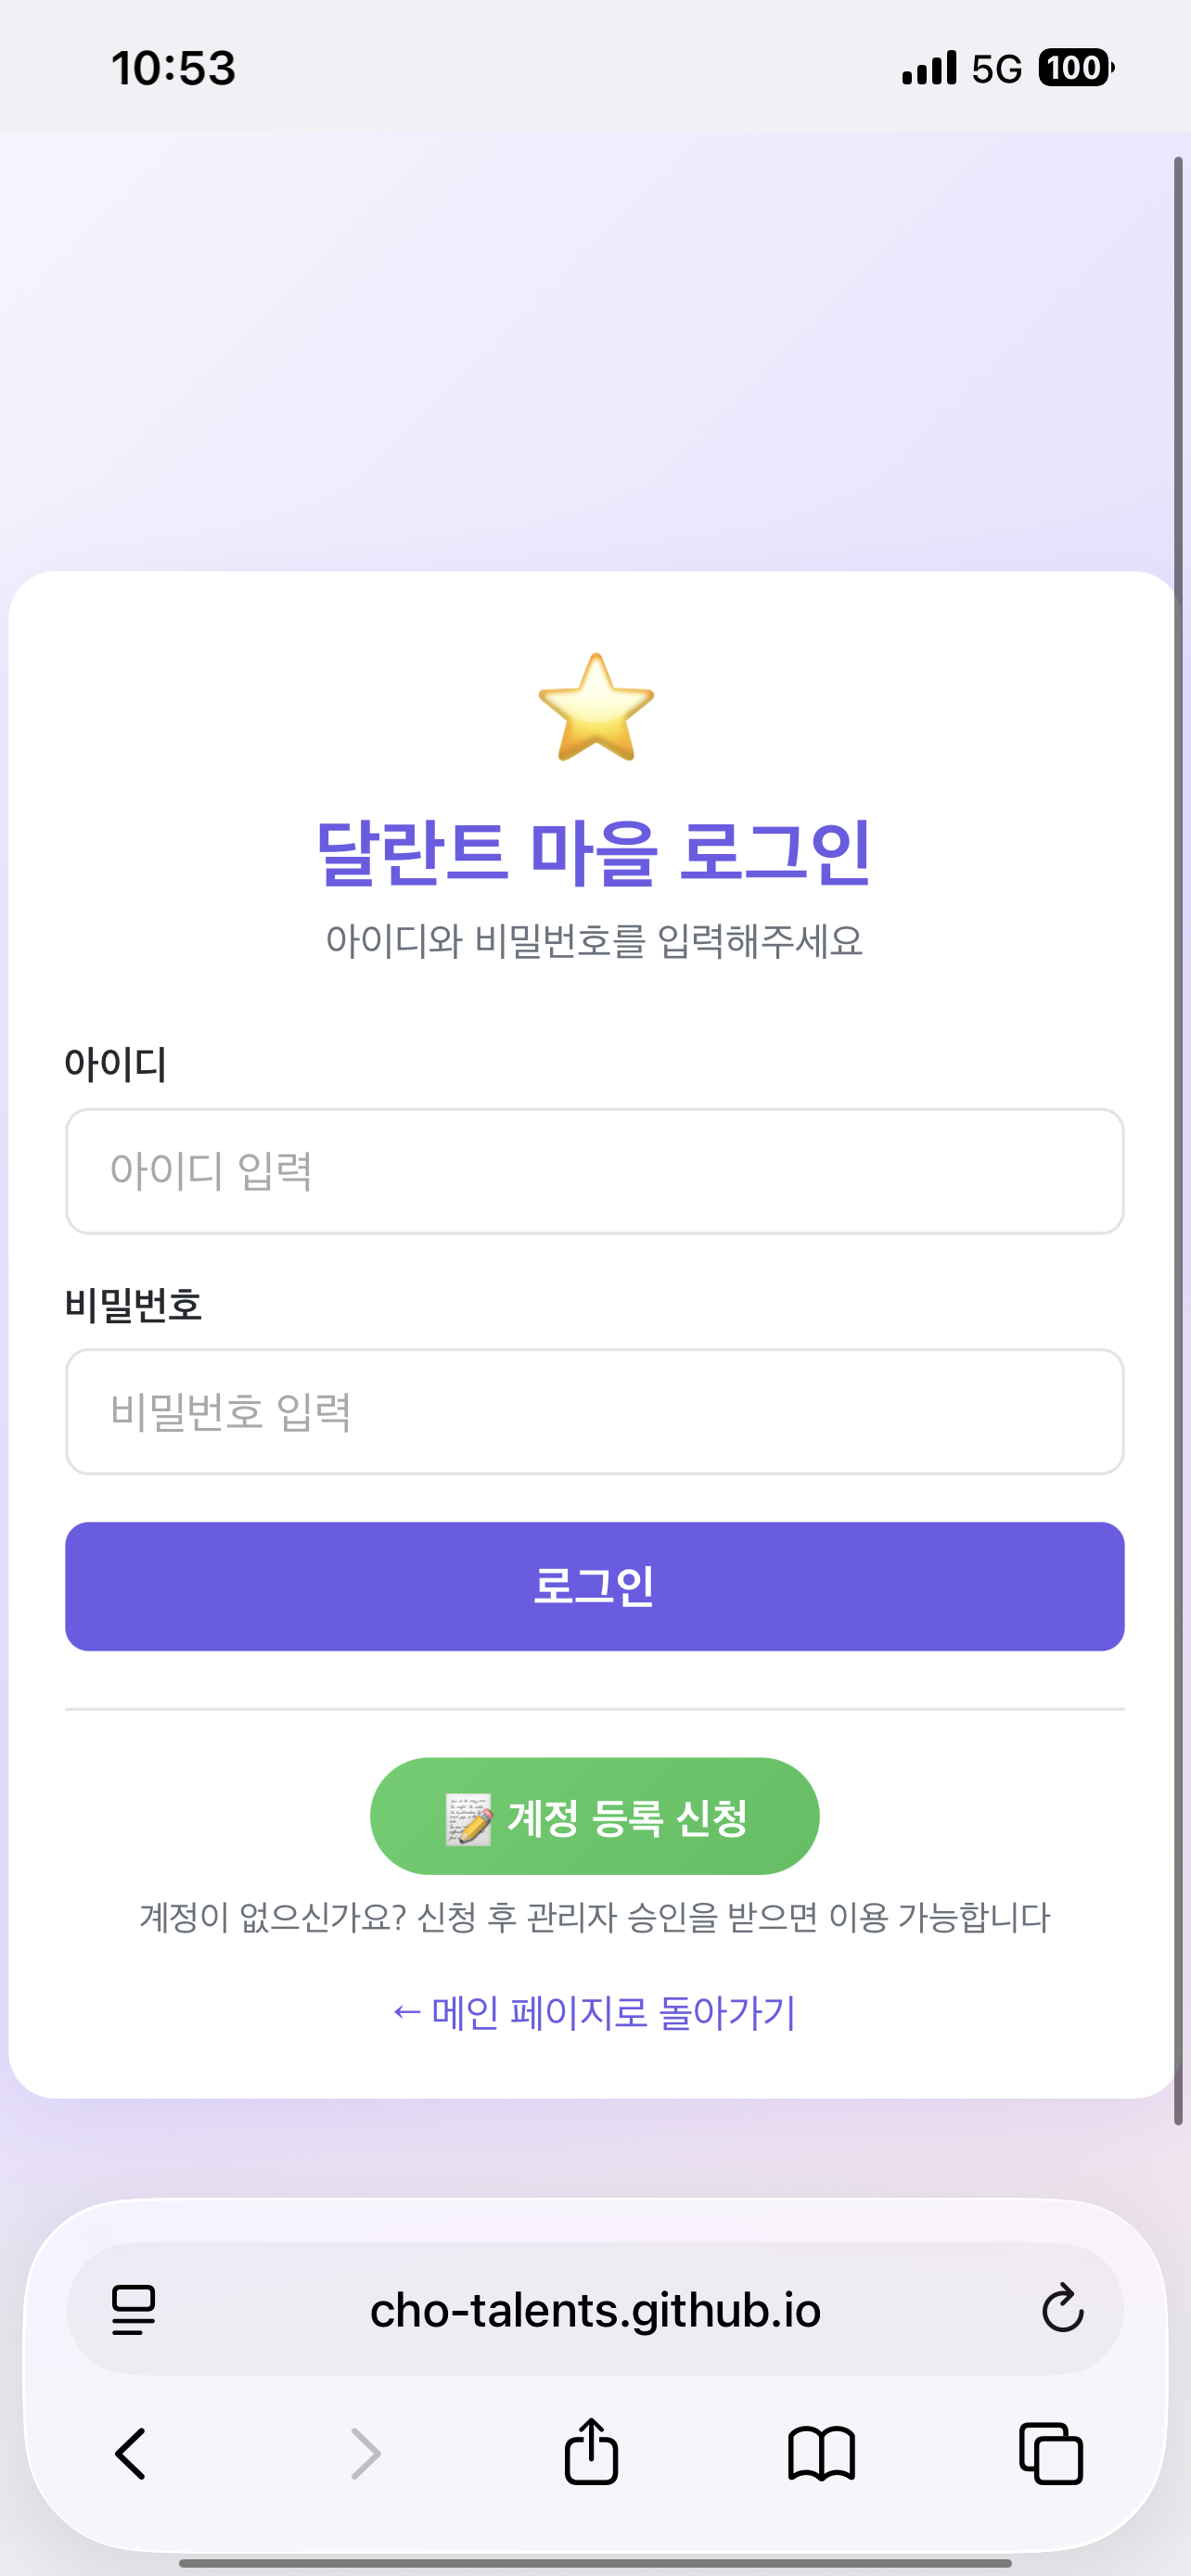 10:53
5G 100
달란트 마을 로그인
아이디와 비밀번호를 입력해주세요
아이디
아이디 입력
비밀번호
비밀번호 입력
로그인
계정 등록 신청
계정이 없으신가요? 신청 후 관리자 승인을 받으면 이용 가능합니다
← 메인 페이지로 돌아가기
cho-talents.github.io